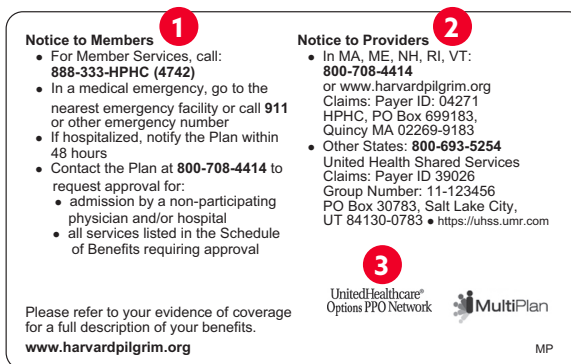 1
Notice to Members
● For Member Services, call:
888-333-HPHC (4742)
● In a medical emergency, go to the
nearest emergency facility or call 911
or other emergency number
● If hospitalized, notify the Plan within
48 hours
● Contact the Plan at 800-708-4414 to
request approval for:
● admission by a non-participating
physician and/or hospital
● all services listed in the Schedule
of Benefits requiring approval
Please refer to your evidence of coverage
for a full description of your benefits.
www.harvardpilgrim.org
2
Notice to Providers
● In MA, ME, NH, RI, VT:
800-708-4414
or www.harvardpilgrim.org
Claims: Payer ID: 04271
HPHC, PO Box 699183,
Quincy MA 02269-9183
● Other States: 800-693-5254
United Health Shared Services
Claims: Payer ID 39026
Group Number: 11-123456
PO Box 30783, Salt Lake City,
UT 84130-0783 ● https://uhss.umr.com
3
UnitedHealthcare®
Options PPO Network
MultiPlan
MP